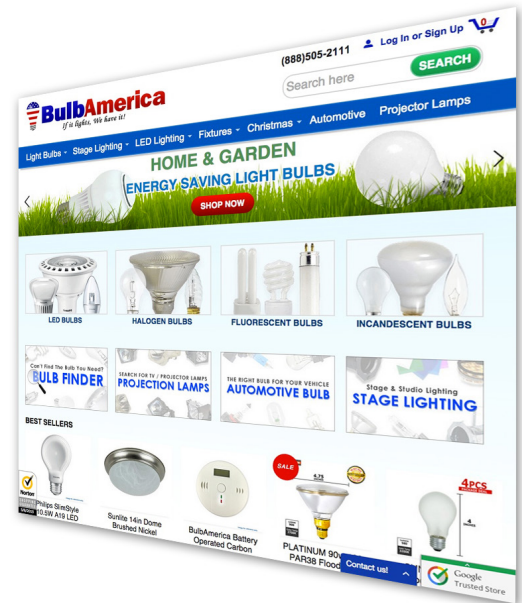 (888)505-2111 Log In or Sign Up 0
BulbAmerica
If it lights, We have it!
Search here SEARCH
Light Bulbs Stage Lighting LED Lighting Fixtures Christmas Automotive Projector Lamps
HOME & GARDEN
ENERGY SAVING LIGHT BULBS
SHOP NOW
LED BULBS HALOGEN BULBS FLUORESCENT BULBS INCANDESCENT BULBS
Can't Find The Bulb You Need?
BULB FINDER
SEARCH FOR TV / PROJECTOR LAMPS
PROJECTION LAMPS
THE RIGHT BULB FOR YOUR VEHICLE
AUTOMOTIVE BULB
Stage & Studio Lighting
STAGE LIGHTING
BEST SELLERS
SALE
4.75
4PCS
4
Norton
Philips SlimStyle
10.5W A19 LED
Sunlite 14in Dome
Brushed Nickel
BulbAmerica Battery
Operated Carbon
PLATINUM 90w
PAR38 Flood
Contact us!
Google
Trusted Store